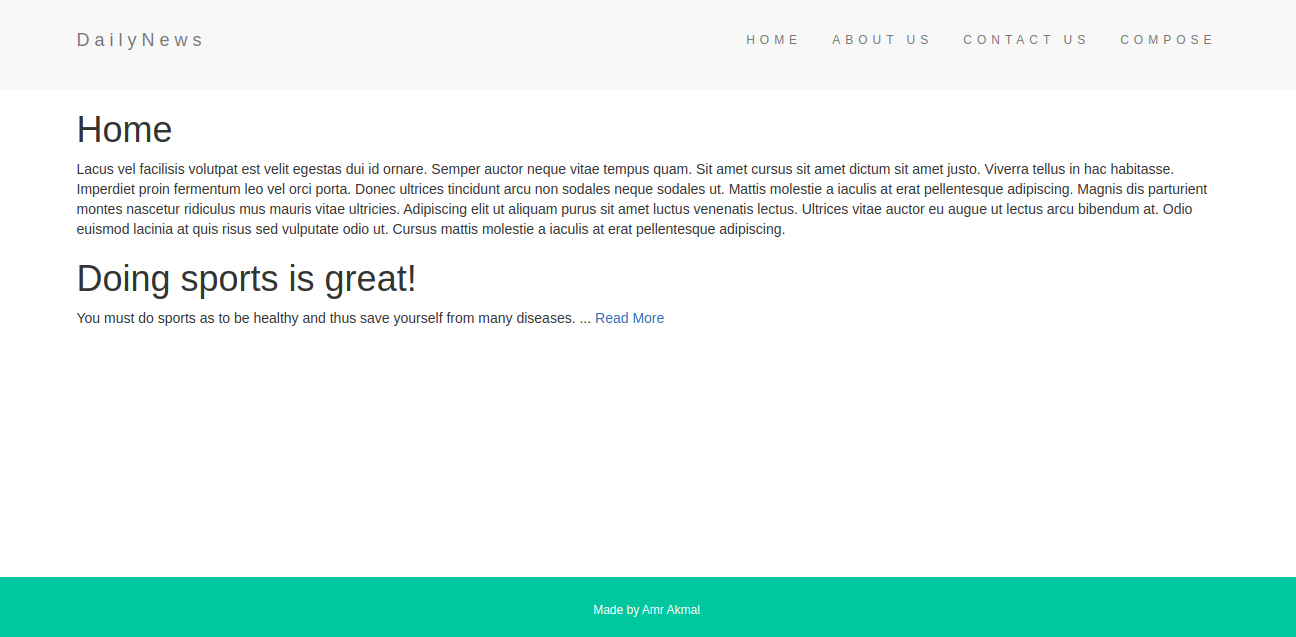 DailyNews
HOME ABOUT US CONTACT US COMPOSE
Home
Lacus vel facilisis volutpat est velit egestas dui id ornare. Semper auctor neque vitae tempus quam. Sit amet cursus sit amet dictum sit amet justo. Viverra tellus in hac habitasse.
Imperdiet proin fermentum leo vel orci porta. Donec ultrices tincidunt arcu non sodales neque sodales ut. Mattis molestie a iaculis at erat pellentesque adipiscing. Magnis dis parturient
montes nascetur ridiculus mus mauris vitae ultricies. Adipiscing elit ut aliquam purus sit amet luctus venenatis lectus. Ultrices vitae auctor eu augue ut lectus arcu bibendum at. Odio
euismod lacinia at quis risus sed vulputate odio ut. Cursus mattis molestie a iaculis at erat pellentesque adipiscing.
Doing sports is great!
You must do sports as to be healthy and thus save yourself from many diseases. ... Read More
Made by Amr Akmal